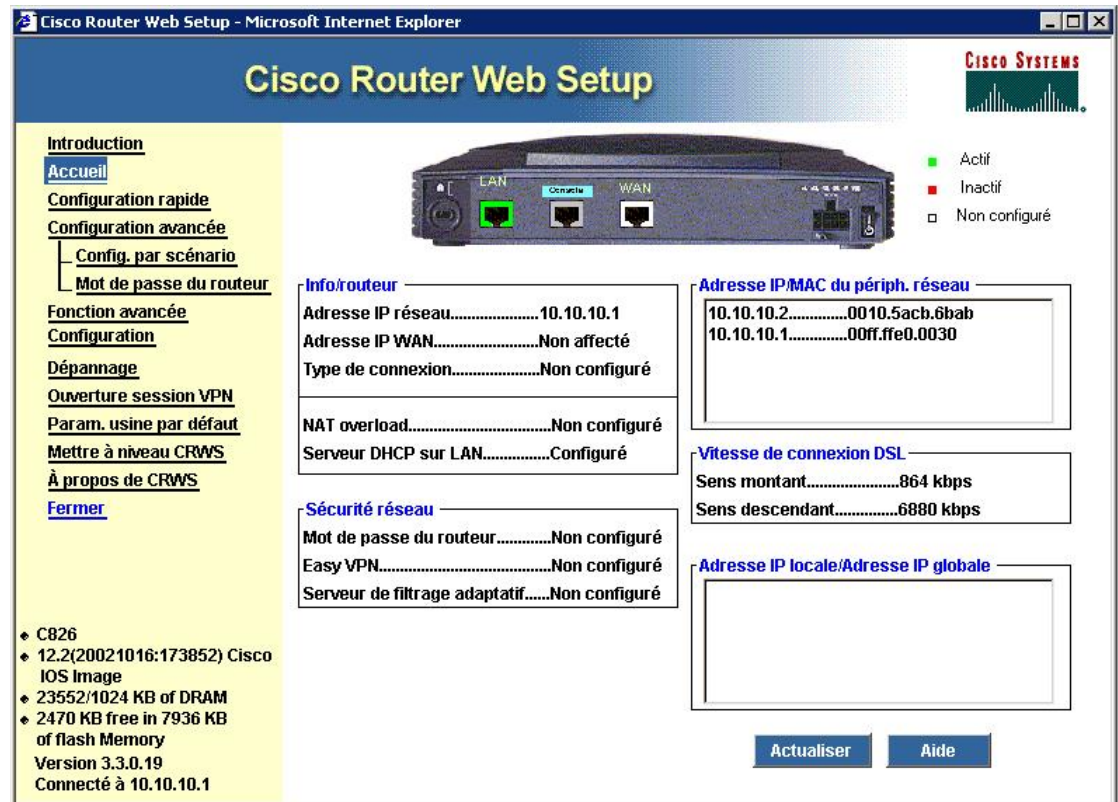 Cisco Router Web Setup - Microsoft Internet Explorer
Cisco Router Web Setup
CISCO SYSTEMS
Introduction
Accueil
Configuration rapide
Configuration avancée
Config. par scénario
Mot de passe du routeur
Fonction avancée
Configuration
Dépannage
Ouverture session VPN
Param. usine par défaut
Mettre à niveau CRWS
À propos de CRWS
Fermer
C826
12.2(20021016:173852) Cisco
IOS Image
23552/1024 KB of DRAM
2470 KB free in 7936 KB
of flash Memory
Version 3.3.0.19
Connecté à 10.10.10.1
LAN
Console
WAN
Actif
Inactif
Non configuré
Info/routeur
Adresse IP réseau....................10.10.10.1
Adresse IP WAN........................Non affecté
Type de connexion....................Non configuré
NAT overload................................Non configuré
Serveur DHCP sur LAN...............Configuré
Sécurité réseau
Mot de passe du routeur............Non configuré
Easy VPN.......................................Non configuré
Serveur de filtrage adaptatif......Non configuré
Adresse IP/MAC du périph. réseau
10.10.10.2.............0010.5acb.6bab
10.10.10.1.............00ff.ffe0.0030
Vitesse de connexion DSL
Sens montant.....................864 kbps
Sens descendant..............6880 kbps
Adresse IP locale/Adresse IP globale
Actualiser
Aide